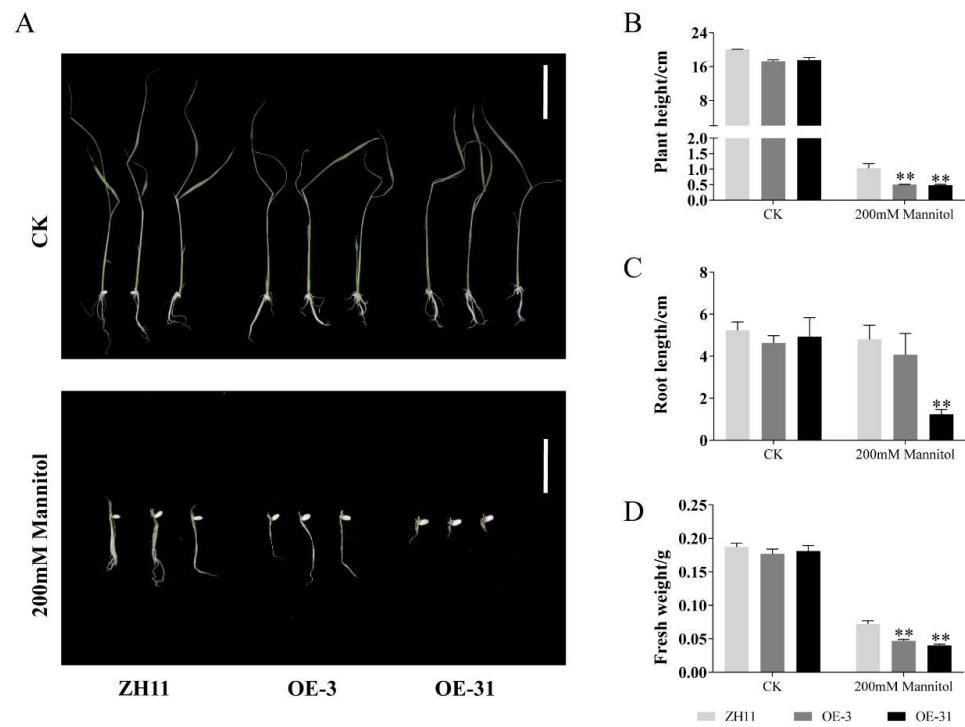 A
CK
200mM Mannitol
ZH11 OE-3 OE-31
B
Plant height/cm
24
16
8
2.0
1.5
1.0
0.5
0.0
** **
CK 200mM Mannitol
C
Root length/cm
8
6
4
2
0
**
CK 200mM Mannitol
D
Fresh weight/g
0.20
0.15
0.10
0.05
0.00
** **
CK 200mM Mannitol
ZH11 OE-3 OE-31